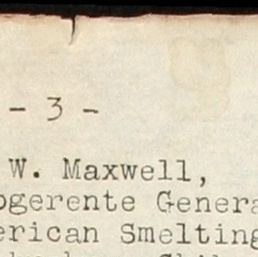 - 3 -
W. Maxwell,
ogerente Genera
erican Smelting